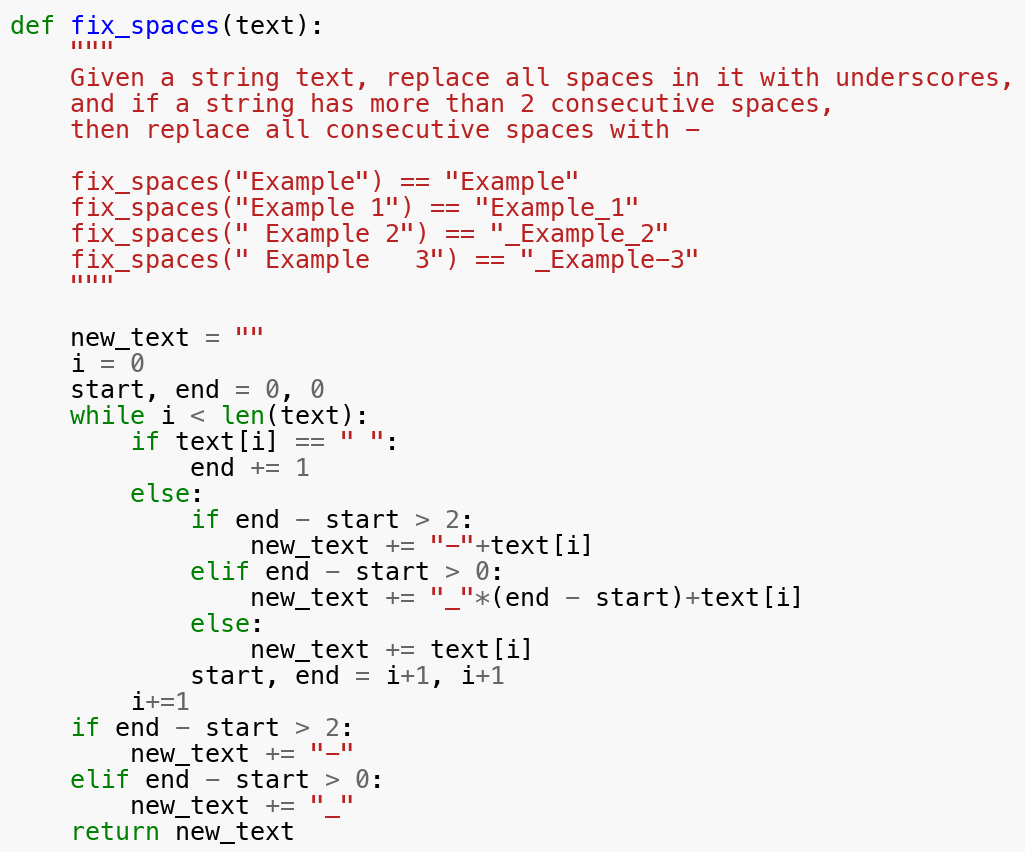 def fix_spaces(text):
    """
    Given a string text, replace all spaces in it with underscores,
    and if a string has more than 2 consecutive spaces,
    then replace all consecutive spaces with -

    fix_spaces("Example") == "Example"
    fix_spaces("Example 1") == "Example_1"
    fix_spaces(" Example 2") == "_Example_2"
    fix_spaces(" Example   3") == "_Example-3"
    """

    new_text = ""
    i = 0
    start, end = 0, 0
    while i < len(text):
        if text[i] == " ":
            end += 1
        else:
            if end - start > 2:
                new_text += "-"+text[i]
            elif end - start > 0:
                new_text += "_"*(end - start)+text[i]
            else:
                new_text += text[i]
            start, end = i+1, i+1
        i+=1
    if end - start > 2:
        new_text += "-"
    elif end - start > 0:
        new_text += "_"
    return new_text